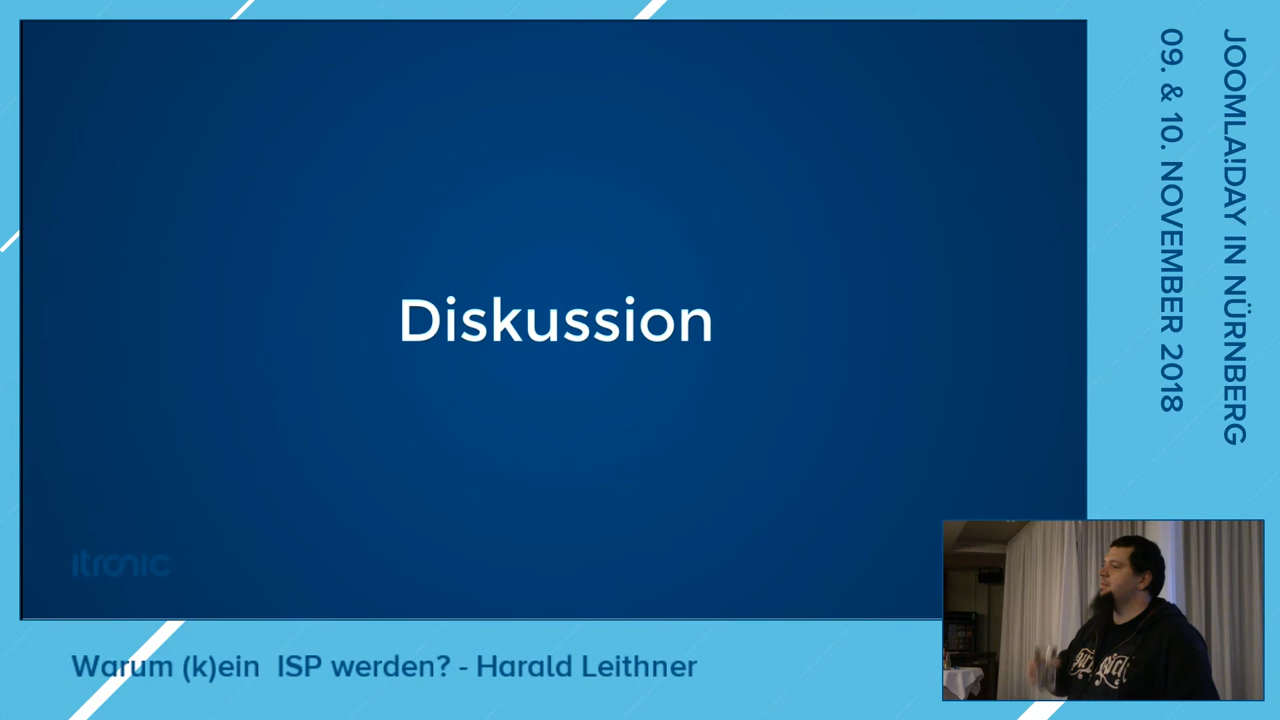 Diskussion
itronic
Warum (k)ein ISP werden? - Harald Leithner
JOOMLA!DAY IN NÜRNBERG
09. & 10. NOVEMBER 2018